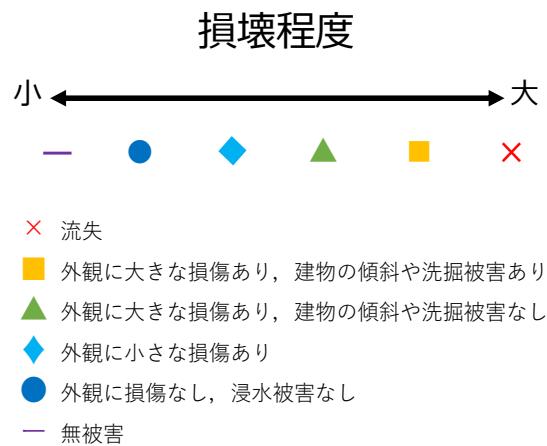 損壊程度
小 大
流失
外観に大きな損傷あり，建物の傾斜や洗掘被害あり
外観に大きな損傷あり，建物の傾斜や洗掘被害なし
外観に小さな損傷あり
外観に損傷なし，浸水被害なし
無被害